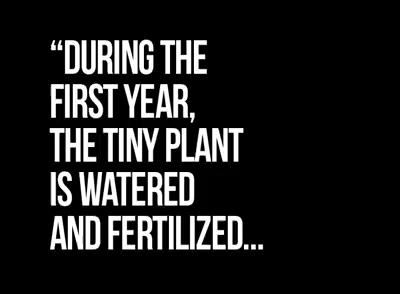 “DURING THE
FIRST YEAR,
THE TINY PLANT
IS WATERED
AND FERTILIZED...